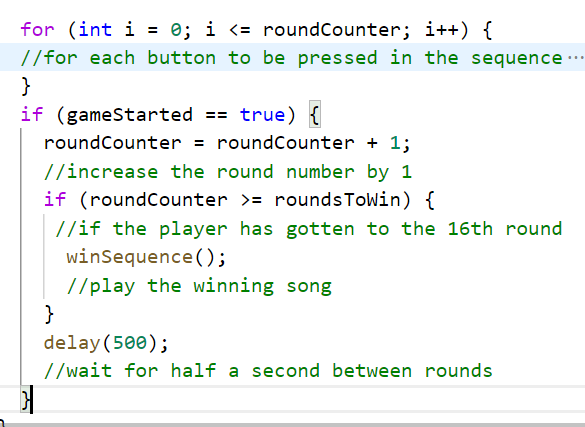 for (int i = 0; i <= roundCounter; i++) {
//for each button to be pressed in the sequence ...
}
if (gameStarted == true) {
roundCounter = roundCounter + 1;
//increase the round number by 1
if (roundCounter >= roundsToWin) {
//if the player has gotten to the 16th round
winSequence();
//play the winning song
}
delay(500);
//wait for half a second between rounds
}